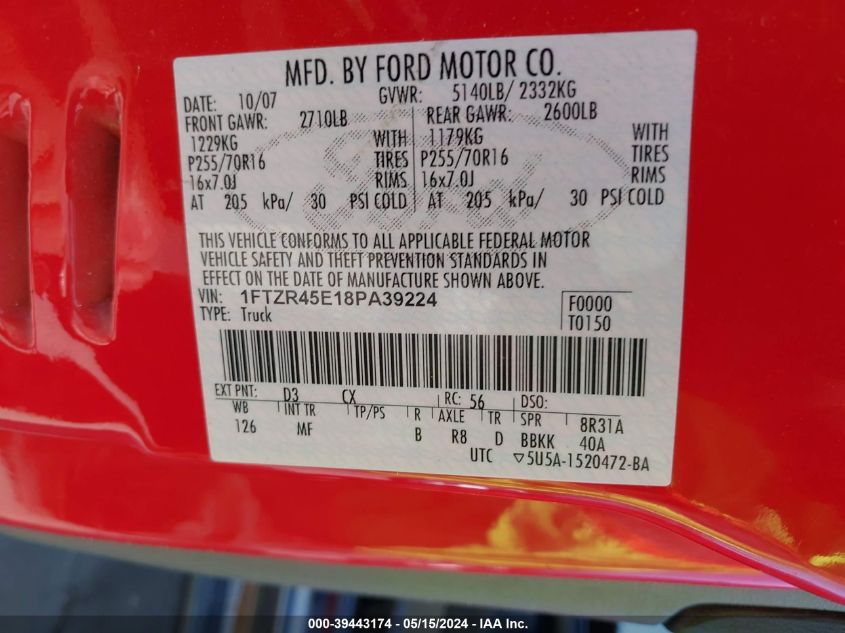 MFD. BY FORD MOTOR CO.
DATE: 10/07 GVWR: 5140LB/ 2332KG
FRONT GAWR: 2710LB REAR GAWR: 2600LB
1229KG WITH 1179KG WITH
P255/70R16 TIRES P255/70R16 TIRES
16x7.0J RIMS 16x7.0J RIMS
AT 205 kPa/ 30 PSI COLD AT 205 kPa/ 30 PSI COLD
THIS VEHICLE CONFORMS TO ALL APPLICABLE FEDERAL MOTOR
VEHICLE SAFETY AND THEFT PREVENTION STANDARDS IN
EFFECT ON THE DATE OF MANUFACTURE SHOWN ABOVE.
VIN: 1FTZR45E18PA39224 F0000
TYPE: Truck T0150
EXT PNT: D3 CX RC: 56 DSO:
WB INT TR TP/PS R AXLE TR SPR 8R31A
126 MF B R8 D BBKK 40A
UTC ▽5U5A-1520472-BA
Ford
000-39443174 - 05/15/2024 - IAA Inc.